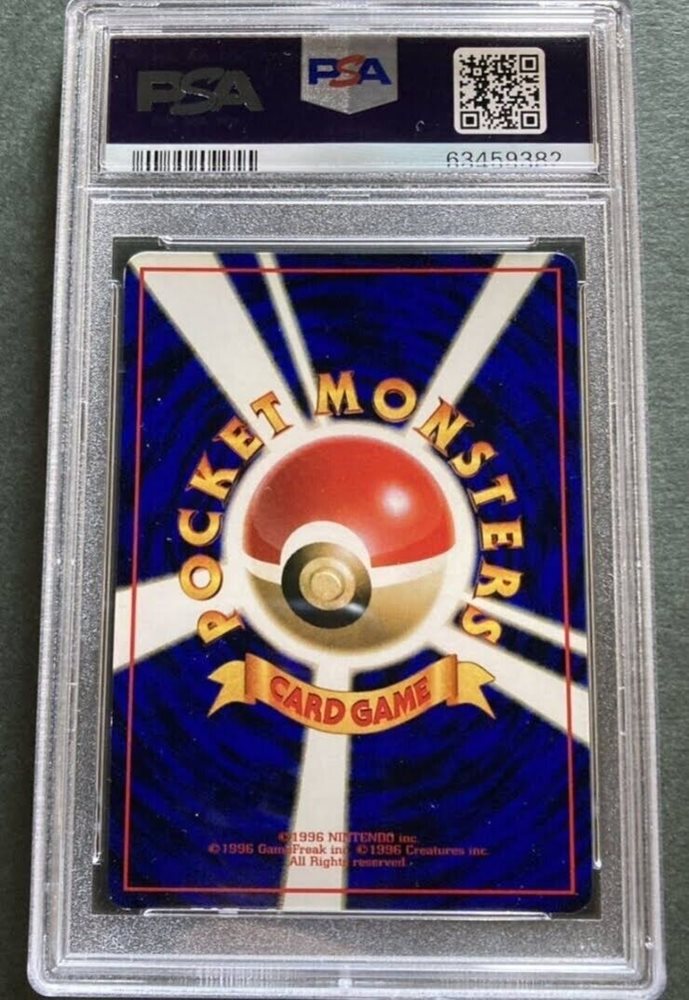 PSA
PSA
63459382
POCKET MONSTERS
CARD GAME
©1996 NINTENDO inc.
©1996 GameFreak inc. ©1996 Creatures inc.
All Rights reserved.